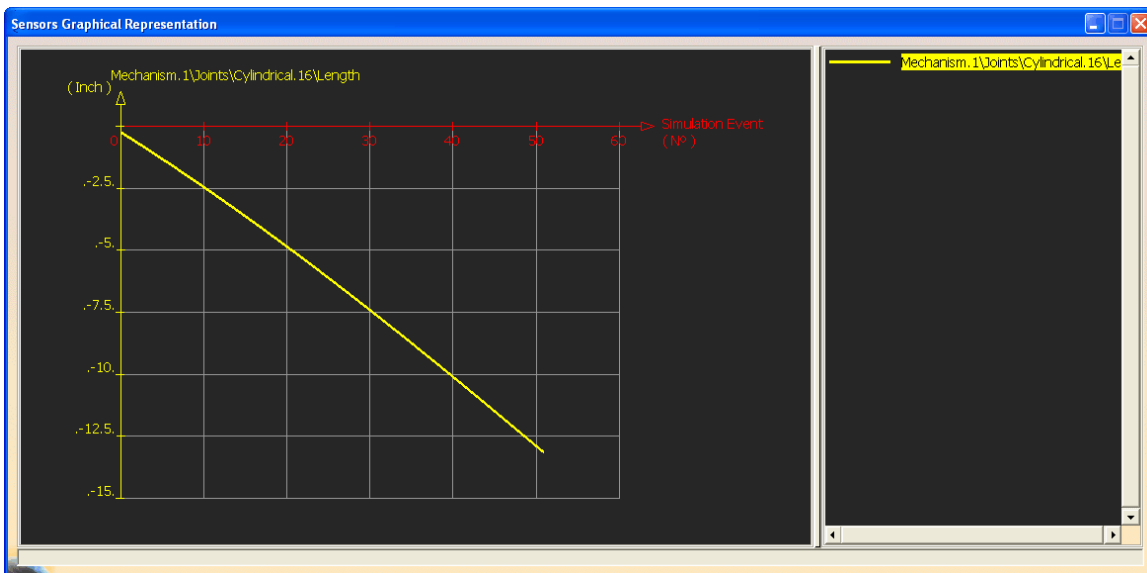 Sensors Graphical Representation
Mechanism.1\Joints\Cylindrical.16\Length
(Inch)
Mechanism.1\Joints\Cylindrical.16\Le
Simulation Event
(Nº)
0 10 20 30 40 50 60
.-2.5.
.-5.
.-7.5.
.-10.
.-12.5.
.-15.